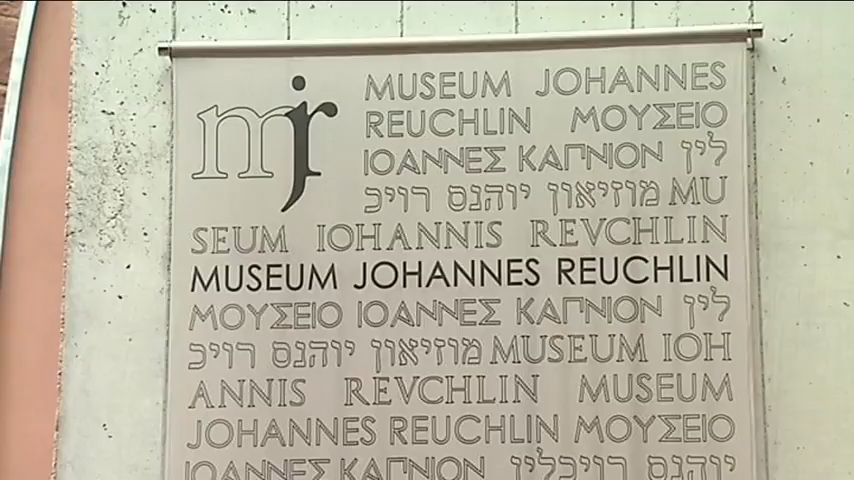 mjr
MUSEUM JOHANNES
REUCHLIN ΜΟΥΣΕΙΟ
ΙΟΑΝΝΕΣ ΚΑΠΝΙΟΝ לין
מוזיאון יוהנס רויכ MU
SEUM IOHANNIS REVCHLIN
MUSEUM JOHANNES REUCHLIN
ΜΟΥΣΕΙΟ ΙΟΑΝΝΕΣ ΚΑΠΝΙΟΝ לין
מוזיאון יוהנס רויכ MUSEUM IOH
ANNIS REVCHLIN MUSEUM
JOHANNES REUCHLIN ΜΟΥΣΕΙΟ
ΙΟΑΝΝΕΣ ΚΑΠΝΙΟΝ יוהנס רויכלין